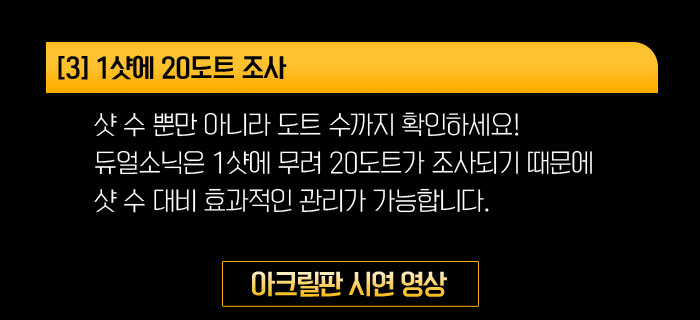 [3] 1샷에 20도트 조사
샷 수 뿐만 아니라 도트 수까지 확인하세요!
듀얼소닉은 1샷에 무려 20도트가 조사되기 때문에
샷 수 대비 효과적인 관리가 가능합니다.
아크릴판 시연 영상